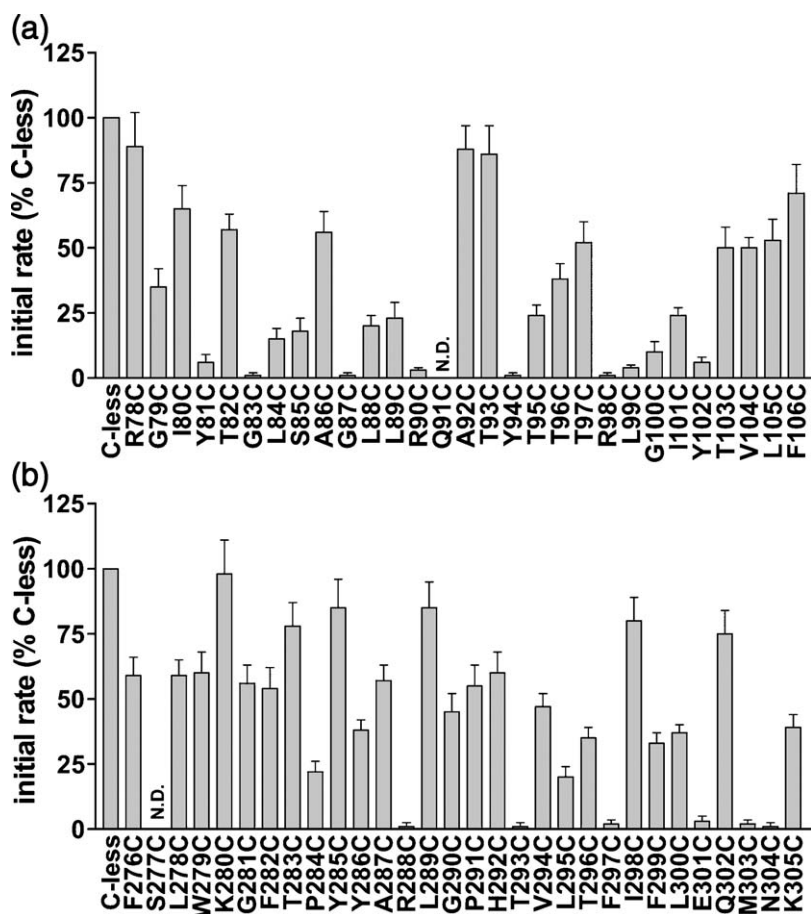 (a)
initial rate (% C-less)
125
100
75
50
25
0
N.D.
C-less
R78C
G79C
I80C
Y81C
T82C
G83C
L84C
S85C
A86C
G87C
L88C
L89C
R90C
Q91C
A92C
T93C
Y94C
T95C
T96C
T97C
R98C
L99C
G100C
I101C
Y102C
T103C
V104C
L105C
F106C
(b)
initial rate (% C-less)
125
100
75
50
25
0
N.D.
C-less
F276C
S277C
L278C
W279C
K280C
G281C
F282C
T283C
P284C
Y285C
Y286C
A287C
R288C
L289C
G290C
P291C
H292C
T293C
V294C
L295C
T296C
F297C
I298C
F299C
L300C
E301C
Q302C
M303C
N304C
K305C